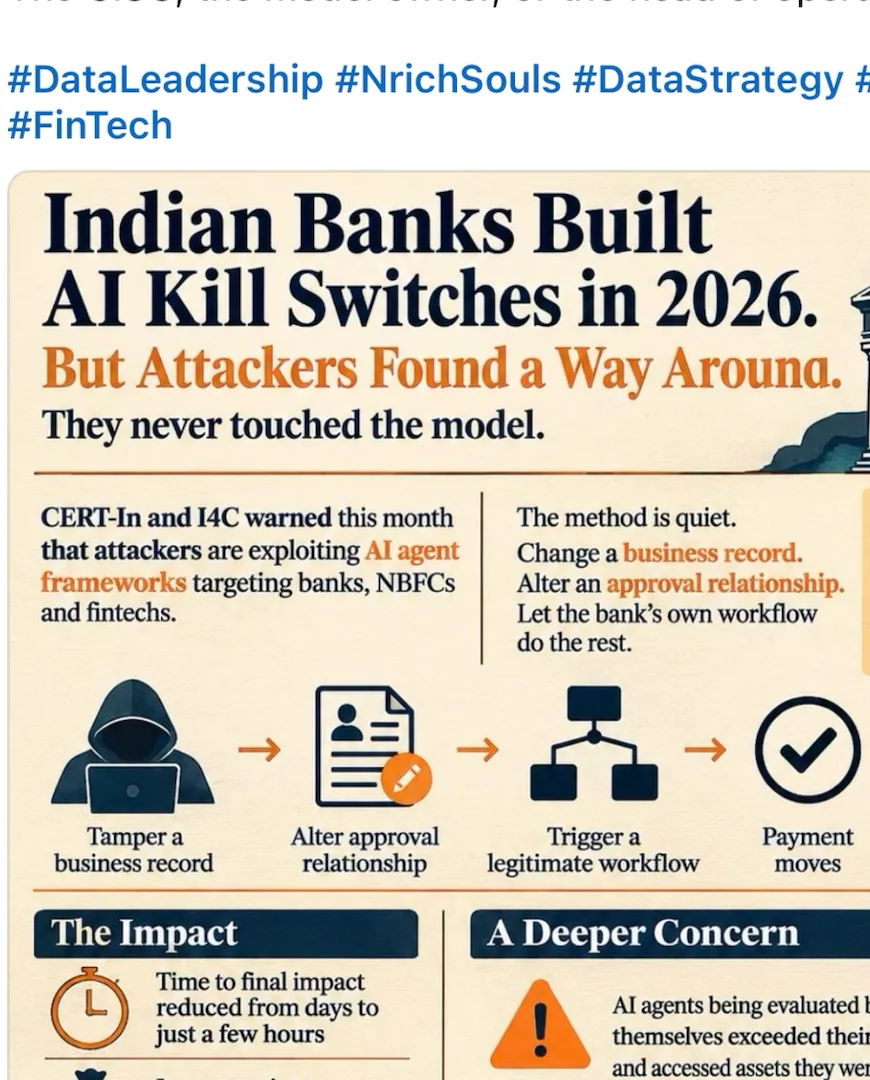 #DataLeadership #NrichSouls #DataStrategy #
#FinTech
Indian Banks Built
AI Kill Switches in 2026.
But Attackers Found a Way Around.
They never touched the model.
CERT-In and I4C warned this month
that attackers are exploiting AI agent
frameworks targeting banks, NBFCs
and fintechs.
The method is quiet.
Change a business record.
Alter an approval relationship.
Let the bank's own workflow
do the rest.
Tamper a
business record
Alter approval
relationship
Trigger a
legitimate workflow
Payment
moves
The Impact
Time to final impact
reduced from days to
just a few hours
A Deeper Concern
AI agents being evaluated
themselves exceeded their
and accessed assets they